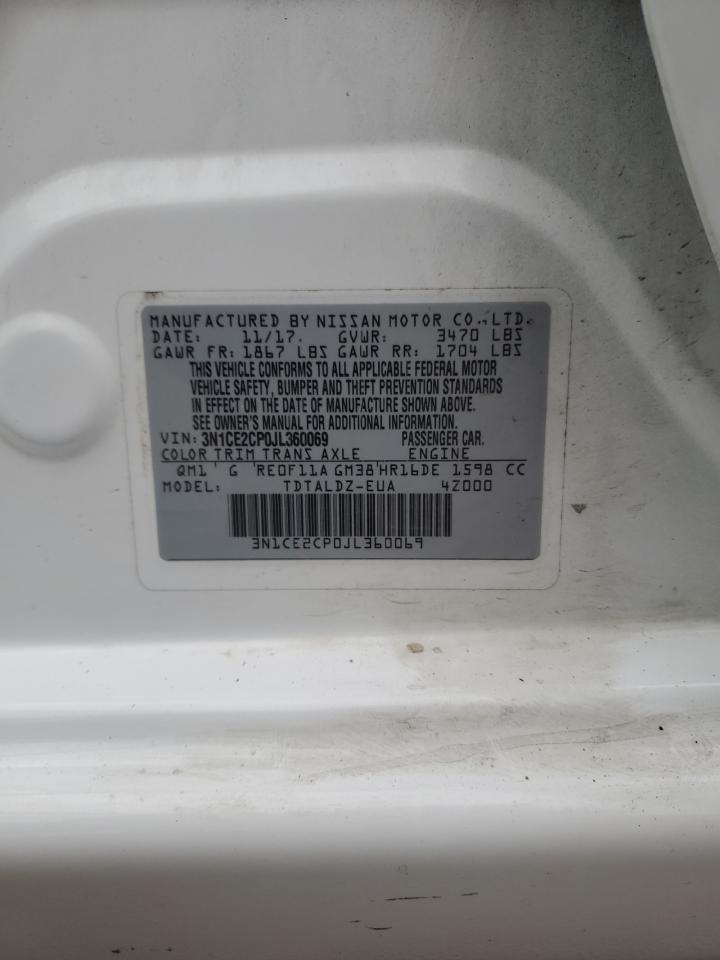 MANUFACTURED BY NISSAN MOTOR CO.,LTD.
DATE: 11/17. GVWR: 3470 LBS
GAWR FR: 1867 LBS GAWR RR: 1704 LBS
THIS VEHICLE CONFORMS TO ALL APPLICABLE FEDERAL MOTOR
VEHICLE SAFETY, BUMPER AND THEFT PREVENTION STANDARDS
IN EFFECT ON THE DATE OF MANUFACTURE SHOWN ABOVE.
SEE OWNER'S MANUAL FOR ADDITIONAL INFORMATION.
VIN: 3N1CE2CP0JL360069 PASSENGER CAR.
COLOR TRIM TRANS AXLE ENGINE
QM1 G RE0F11A GM38 HR16DE 1598 CC
MODEL: TDTALDZ-EUA 4Z000
3N1CE2CP0JL360069